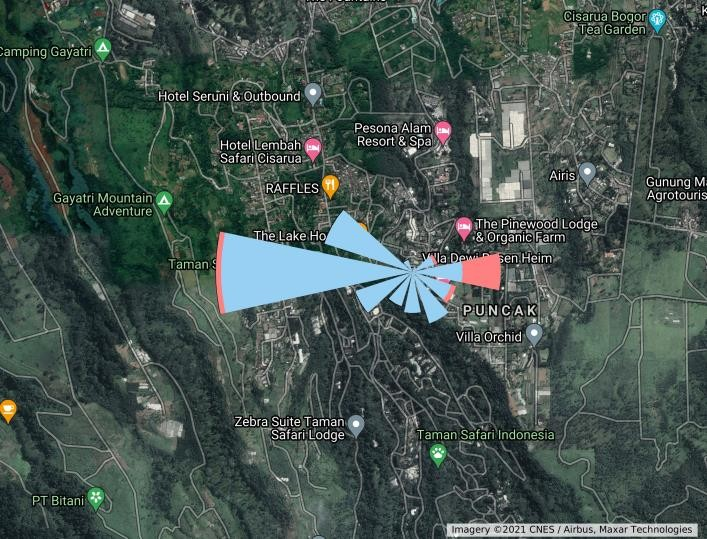 Cisarua Bogor
Tea Garden
Camping Gayatri
Hotel Seruni & Outbound
Pesona Alam
Resort & Spa
Hotel Lembah
Safari Cisarua
RAFFLES
Airis
Gunung
Agrotouris
Gayatri Mountain
Adventure
The Pinewood Lodge
& Organic Farm
The Lake
Villa Dewi
Heim
Taman
PUNCAK
Villa Orchid
Zebra Suite Taman
Safari Lodge
Taman Safari Indonesia
PT Bitani
Imagery ©2021 CNES / Airbus, Maxar Technologies